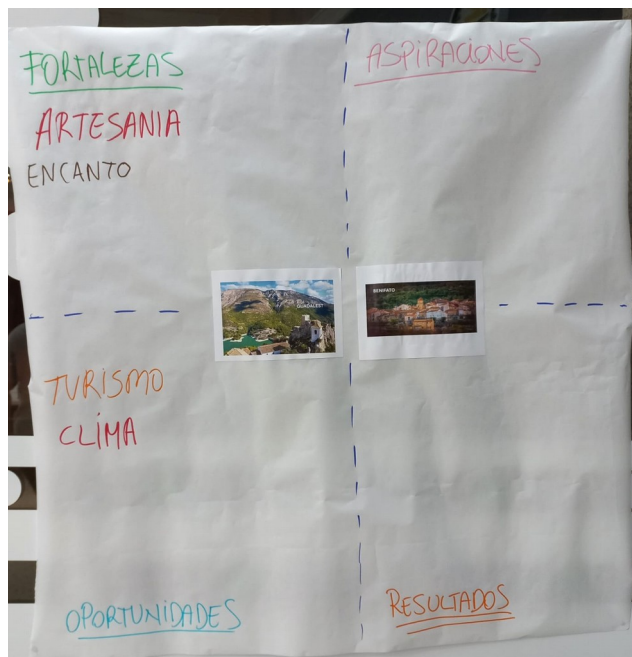 FORTALEZAS
ASPIRACIONES
ARTESANIA
ENCANTO
GUADALEST
BENIFATO
TURISMO
CLIMA
OPORTUNIDADES
RESULTADOS